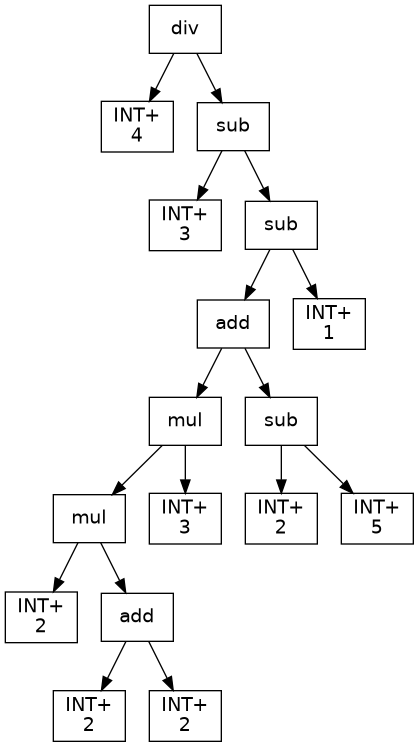 div
INT+
4
sub
INT+
3
sub
add
INT+
1
mul
sub
mul
INT+
3
INT+
2
INT+
5
INT+
2
add
INT+
2
INT+
2